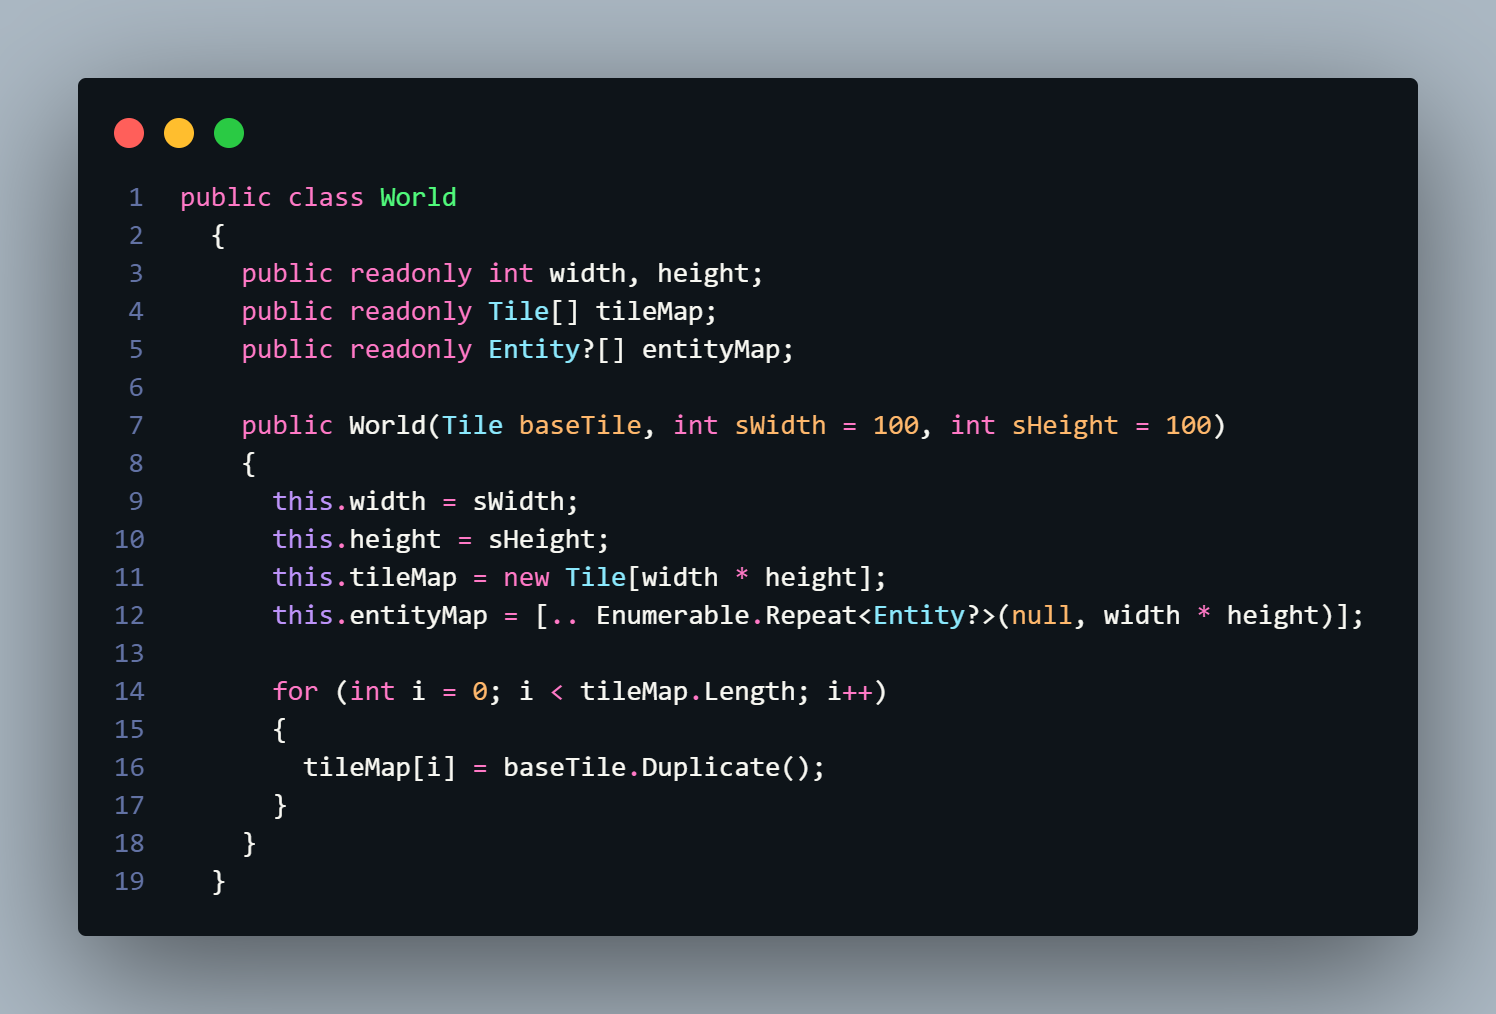 1 public class World
2 {
3 public readonly int width, height;
4 public readonly Tile[] tileMap;
5 public readonly Entity?[] entityMap;
6
7 public World(Tile baseTile, int sWidth = 100, int sHeight = 100)
8 {
9 this.width = sWidth;
10 this.height = sHeight;
11 this.tileMap = new Tile[width * height];
12 this.entityMap = [.. Enumerable.Repeat<Entity?>(null, width * height)];
13
14 for (int i = 0; i < tileMap.Length; i++)
15 {
16 tileMap[i] = baseTile.Duplicate();
17 }
18 }
19 }